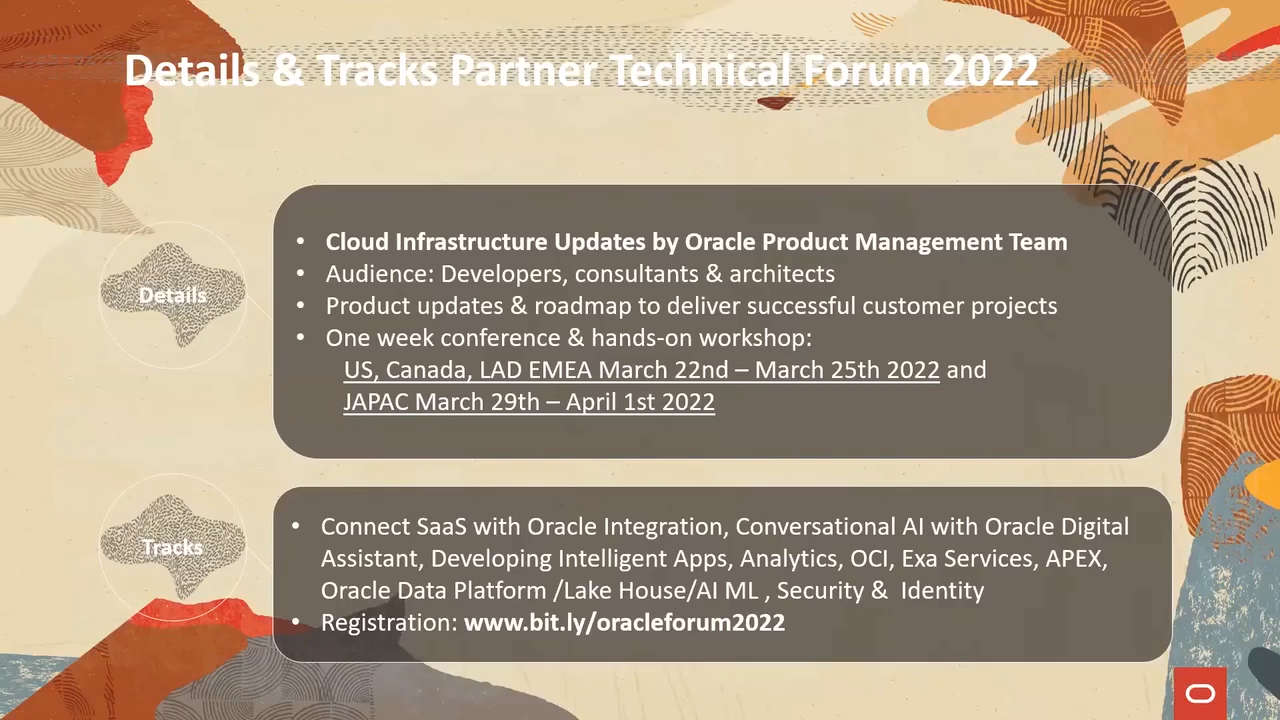 Details & Tracks Partner Technical Forum 2022
Details
• Cloud Infrastructure Updates by Oracle Product Management Team
• Audience: Developers, consultants & architects
• Product updates & roadmap to deliver successful customer projects
• One week conference & hands-on workshop:
US, Canada, LAD EMEA March 22nd – March 25th 2022 and
JAPAC March 29th – April 1st 2022
Tracks
• Connect SaaS with Oracle Integration, Conversational AI with Oracle Digital
Assistant, Developing Intelligent Apps, Analytics, OCI, Exa Services, APEX,
Oracle Data Platform /Lake House/AI ML , Security &  Identity
• Registration: www.bit.ly/oracleforum2022